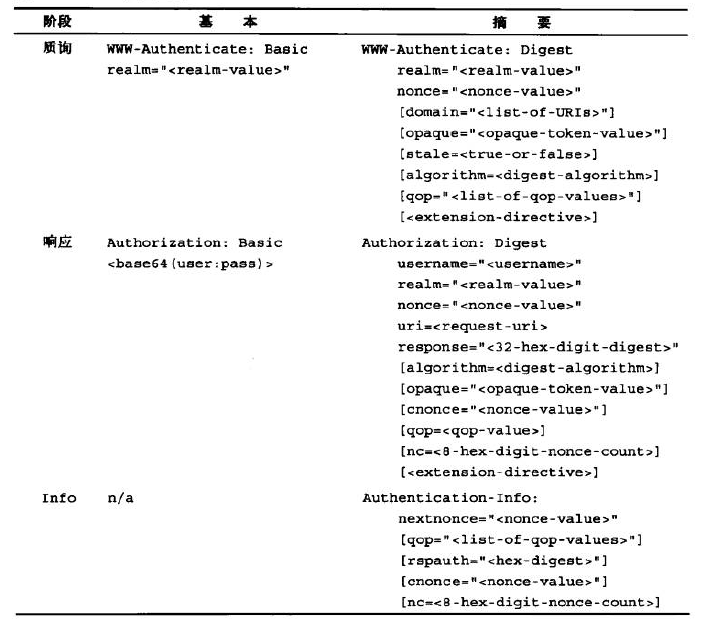 阶段 基 本 摘 要
质询 WWW-Authenticate: Basic WWW-Authenticate: Digest
realm="<realm-value>" realm="<realm-value>"
nonce="<nonce-value>"
[domain="<list-of-URIs>"]
[opaque="<opaque-token-value>"]
[stale=<true-or-false>]
[algorithm=<digest-algorithm>]
[qop="<list-of-qop-values>"]
[<extension-directive>]
响应 Authorization: Basic Authorization: Digest
<base64(user:pass)> username="<username>"
realm="<realm-value>"
nonce="<nonce-value>"
uri=<request-uri>
response="<32-hex-digit-digest>"
[algorithm=<digest-algorithm>]
[opaque="<opaque-token-value>"]
[cnonce="<nonce-value>"]
[qop=<qop-value>]
[nc=<8-hex-digit-nonce-count>]
[<extension-directive>]
Info n/a Authentication-Info:
nextnonce="<nonce-value>"
[qop="<list-of-qop-values>"]
[rspauth="<hex-digest>"]
[cnonce="<nonce-value>"]
[nc=<8-hex-digit-nonce-count>]